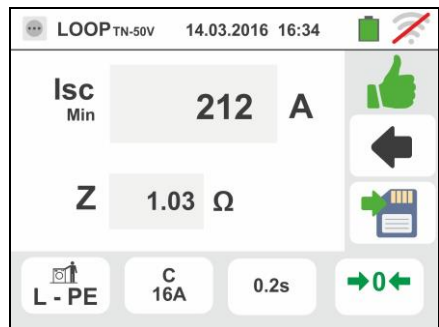 LOOP TN-50V 14.03.2016 16:34
Isc
Min
212 A
Z 1.03 Ω
L - PE
C
16A
0.2s
0